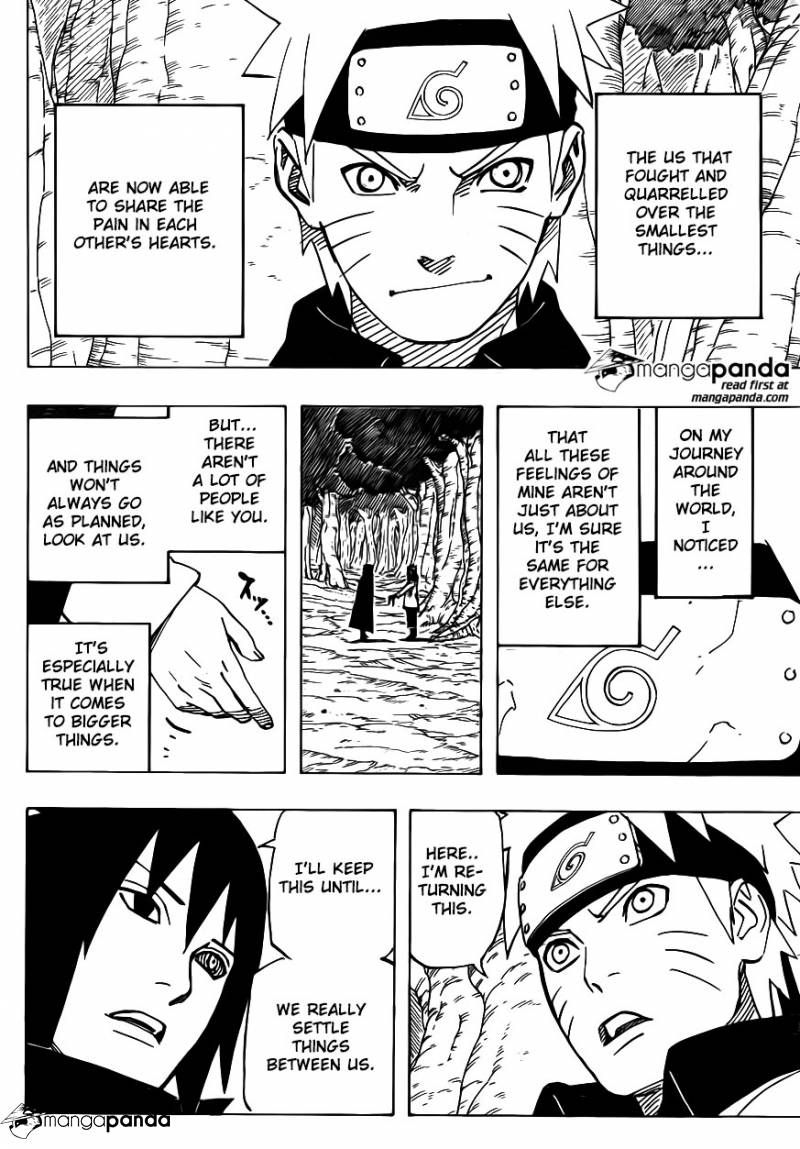 THE US THAT
FOUGHT AND
QUARRELLED
OVER THE
SMALLEST
THINGS...
ARE NOW ABLE
TO SHARE THE
PAIN IN EACH
OTHER'S HEARTS.
mangapanda
read first at
mangapanda.com
ON MY
JOURNEY
AROUND
THE
WORLD,
I
NOTICED
...
THAT
ALL THESE
FEELINGS OF
MINE AREN'T
JUST ABOUT
US, I'M SURE
IT'S THE
SAME FOR
EVERYTHING
ELSE.
BUT...
THERE
AREN'T
A LOT OF
PEOPLE
LIKE YOU.
AND THINGS
WON'T
ALWAYS GO
AS PLANNED,
LOOK AT US.
スッ...
IT'S
ESPECIALLY
TRUE WHEN
IT COMES
TO BIGGER
THINGS.
HERE..
I'M RE-
TURNING
THIS.
I'LL KEEP
THIS UNTIL...
WE REALLY
SETTLE
THINGS
BETWEEN US.
mangapanda